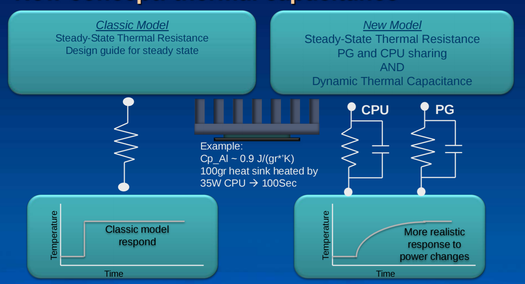 Classic Model
Steady-State Thermal Resistance
Design guide for steady state
New Model
Steady-State Thermal Resistance
PG and CPU sharing
AND
Dynamic Thermal Capacitance
CPU
PG
Example:
Cp_Al ~ 0.9 J/(gr*°K)
100gr heat sink heated by
35W CPU → 100Sec
Temperature
Classic model
respond
Time
Temperature
More realistic
response to
power changes
Time